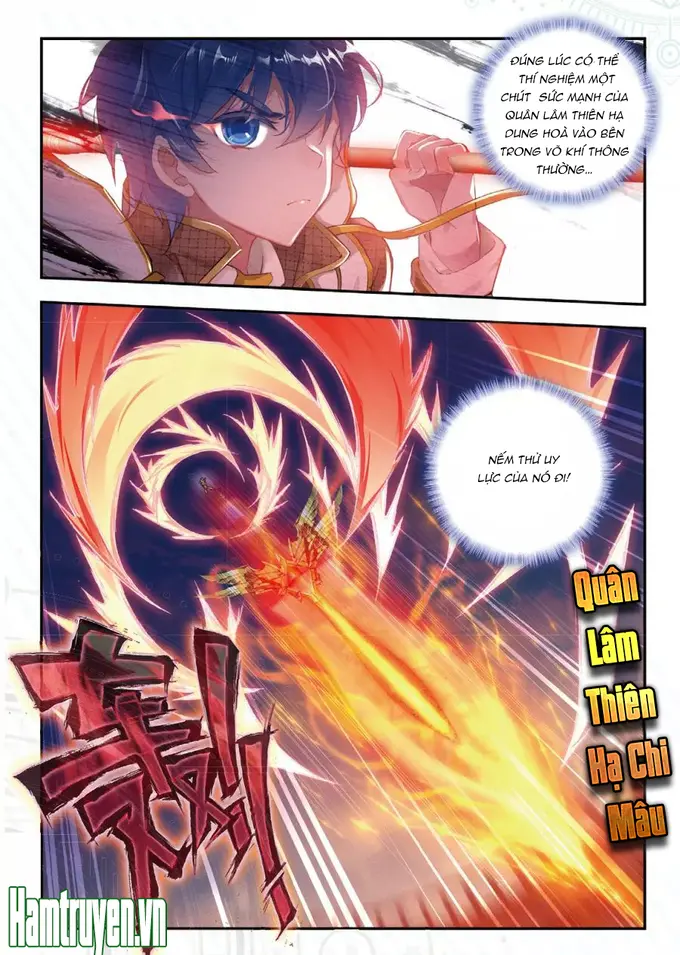 ĐÚNG LÚC CÓ THỂ
THÍ NGHIỆM MỘT
CHÚT SỨC MẠNH CỦA
QUÂN LÂM THIÊN HẠ
DUNG HOÀ VÀO BÊN
TRONG VÕ KHÍ THÔNG
THƯỜNG...
NẾM THỬ UY
LỰC CỦA NÓ ĐI!
Quân
Lâm
Thiên
Hạ Chi
Mâu
Hamtruyen.vn